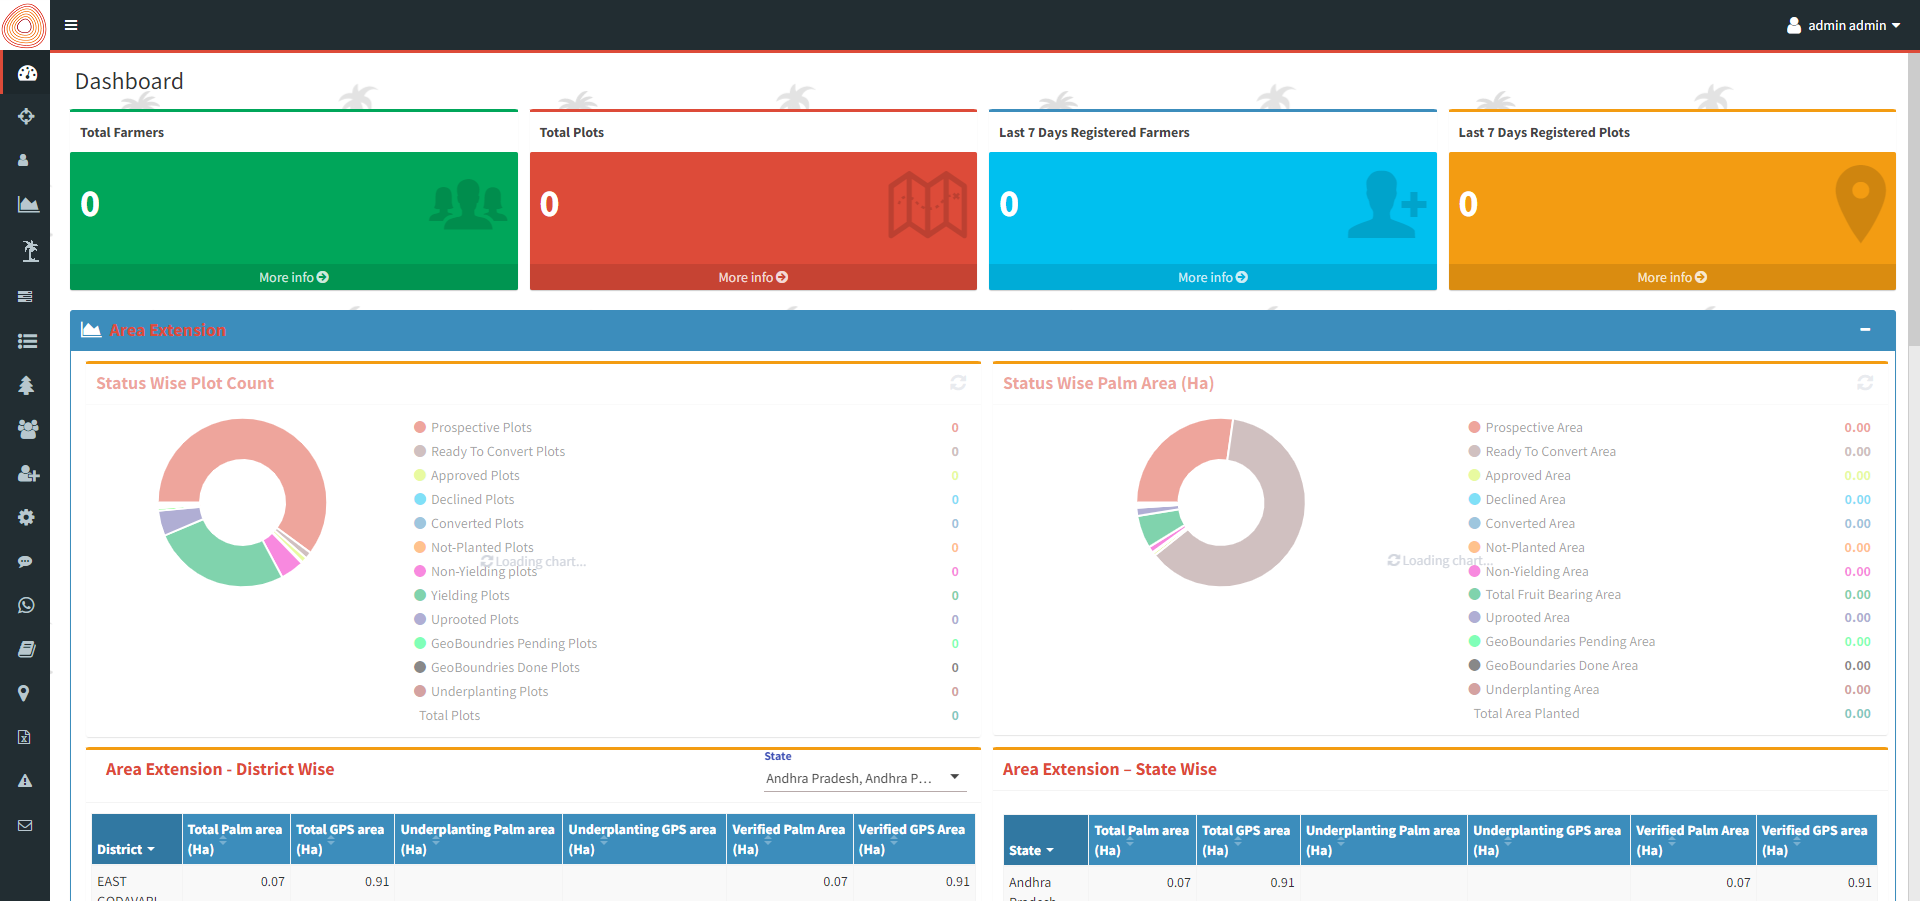 admin admin
Dashboard
Total Farmers
0
More info
Total Plots
0
More info
Last 7 Days Registered Farmers
0
More info
Last 7 Days Registered Plots
0
More info
Area Extension
Status Wise Plot Count
Prospective Plots 0
Ready To Convert Plots 0
Approved Plots 0
Declined Plots 0
Converted Plots 0
Not-Planted Plots 0
Loading chart...
Non-Yielding plots 0
Yielding Plots 0
Uprooted Plots 0
GeoBoundries Pending Plots 0
GeoBoundries Done Plots 0
Underplanting Plots 0
Total Plots 0
Status Wise Palm Area (Ha)
Prospective Area 0.00
Ready To Convert Area 0.00
Approved Area 0.00
Declined Area 0.00
Converted Area 0.00
Not-Planted Area 0.00
Loading chart...
Non-Yielding Area 0.00
Total Fruit Bearing Area 0.00
Uprooted Area 0.00
GeoBoundaries Pending Area 0.00
GeoBoundaries Done Area 0.00
Underplanting Area 0.00
Total Area Planted 0.00
Area Extension - District Wise
State
Andhra Pradesh, Andhra P...
District
Total Palm area (Ha)
Total GPS area (Ha)
Underplanting Palm area (Ha)
Underplanting GPS area (Ha)
Verified Palm Area (Ha)
Verified GPS Area (Ha)
EAST 0.07 0.91 0.07 0.91
GODAVARI
Area Extension – State Wise
State
Total Palm area (Ha)
Total GPS area (Ha)
Underplanting Palm area (Ha)
Underplanting GPS area (Ha)
Verified Palm Area (Ha)
Verified GPS area (Ha)
Andhra 0.07 0.91 0.07 0.91
Pradesh